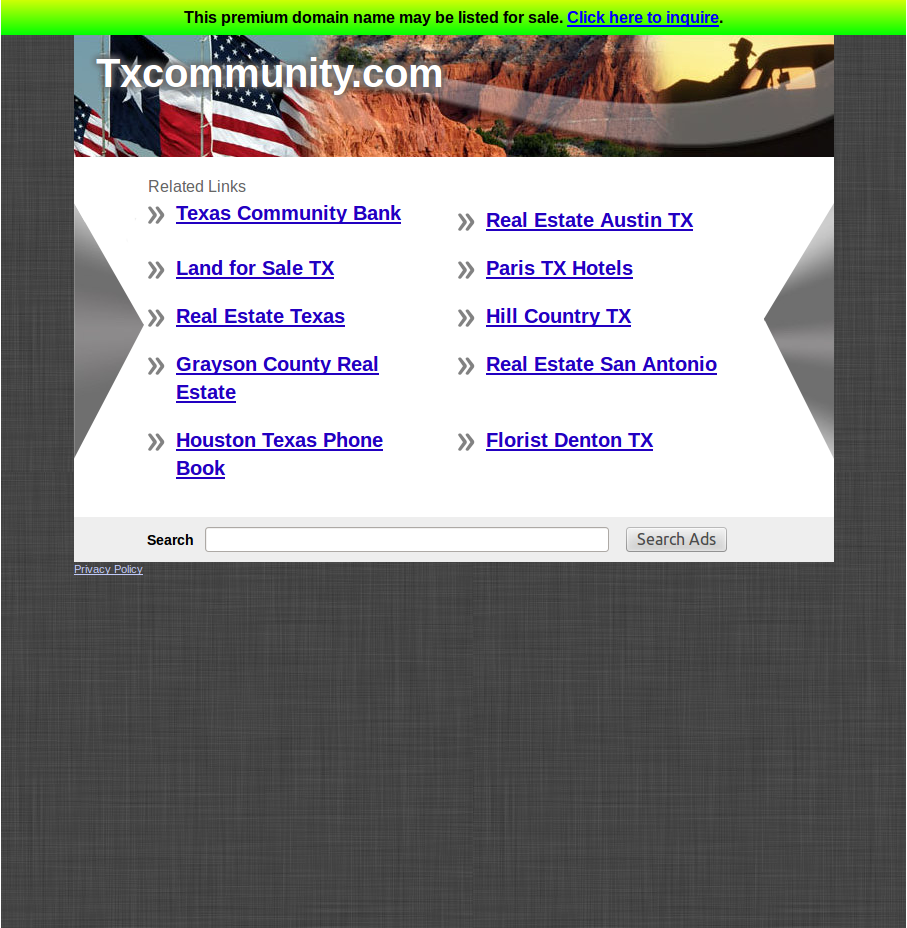 This premium domain name may be listed for sale. Click here to inquire.
Txcommunity.com
Related Links
Texas Community Bank
Real Estate Austin TX
Land for Sale TX
Paris TX Hotels
Real Estate Texas
Hill Country TX
Grayson County Real
Estate
Real Estate San Antonio
Houston Texas Phone
Book
Florist Denton TX
Search
Search Ads
Privacy Policy